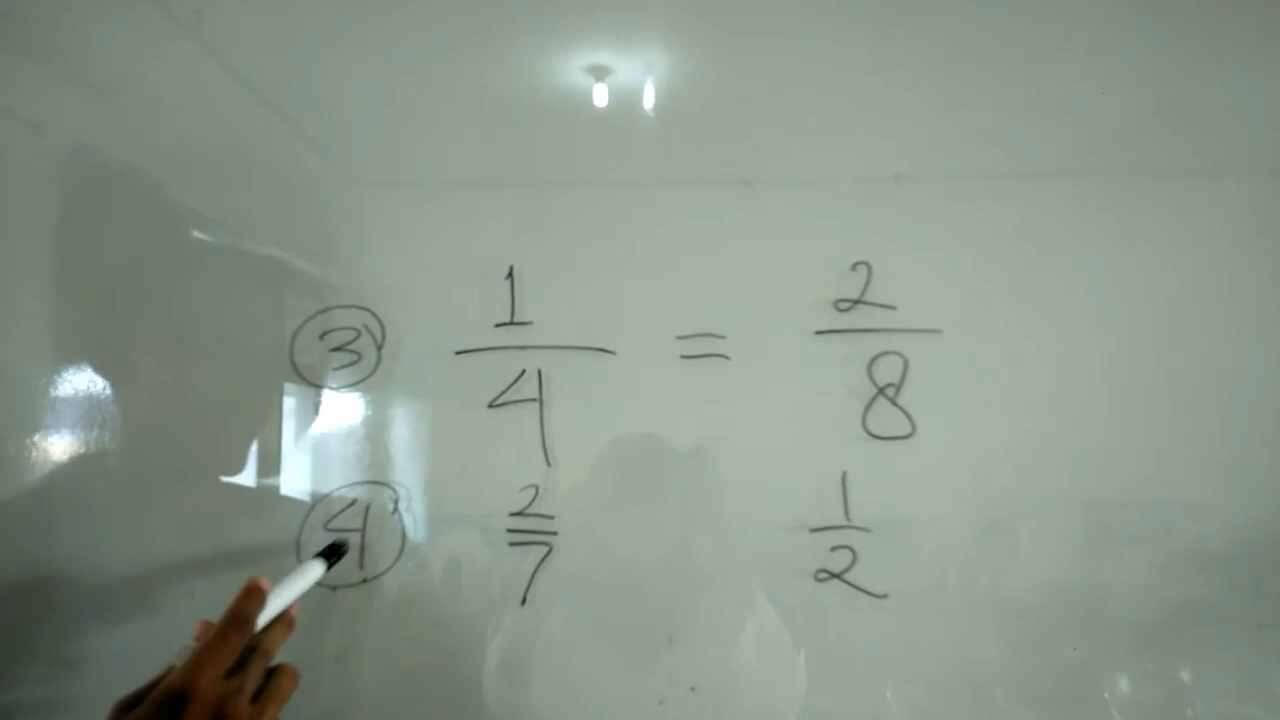 ③ 1/4 = 2/8
④ 2/7 1/2